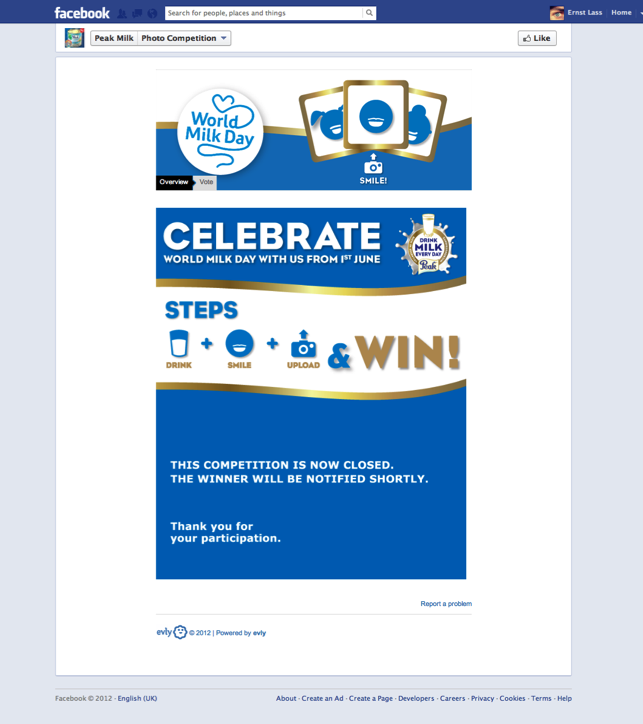 facebook
Search for people, places and things
Ernst Lass
Home
Peak Milk
Photo Competition
Like
World
Milk Day
SMILE!
Overview
Vote
CELEBRATE
WORLD MILK DAY WITH US FROM 1ST JUNE
DRINK
MILK
EVERY DAY
Peak
STEPS
DRINK + SMILE + UPLOAD & WIN!
THIS COMPETITION IS NOW CLOSED.
THE WINNER WILL BE NOTIFIED SHORTLY.
Thank you for
your participation.
Report a problem
evly © 2012 | Powered by evly
Facebook © 2012 · English (UK)
About · Create an Ad · Create a Page · Developers · Careers · Privacy · Cookies · Terms · Help